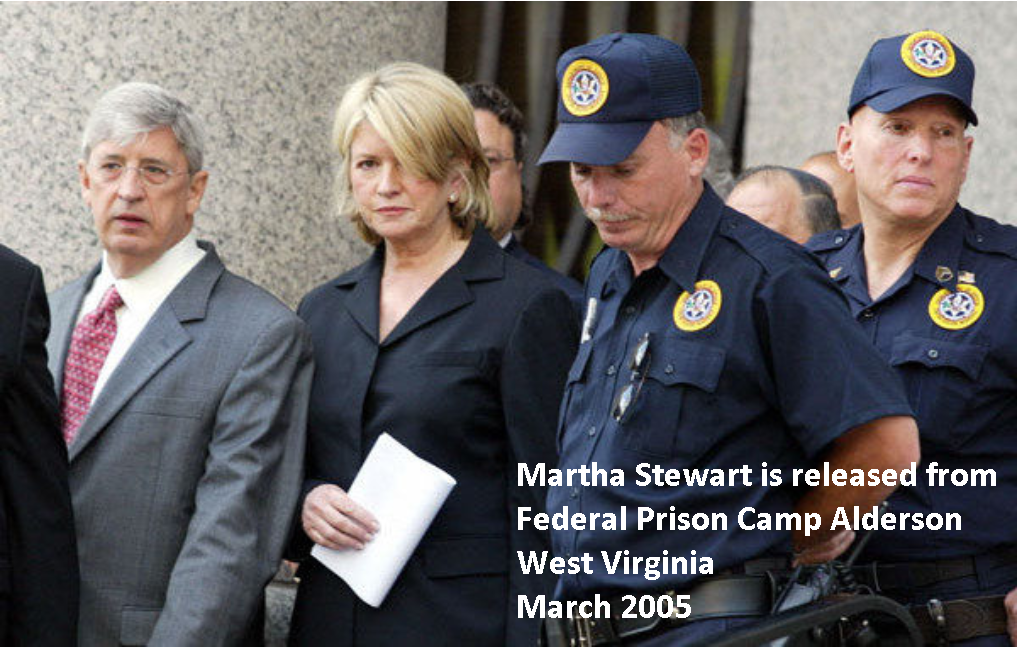 Martha Stewart is released from
Federal Prison Camp Alderson
West Virginia
March 2005